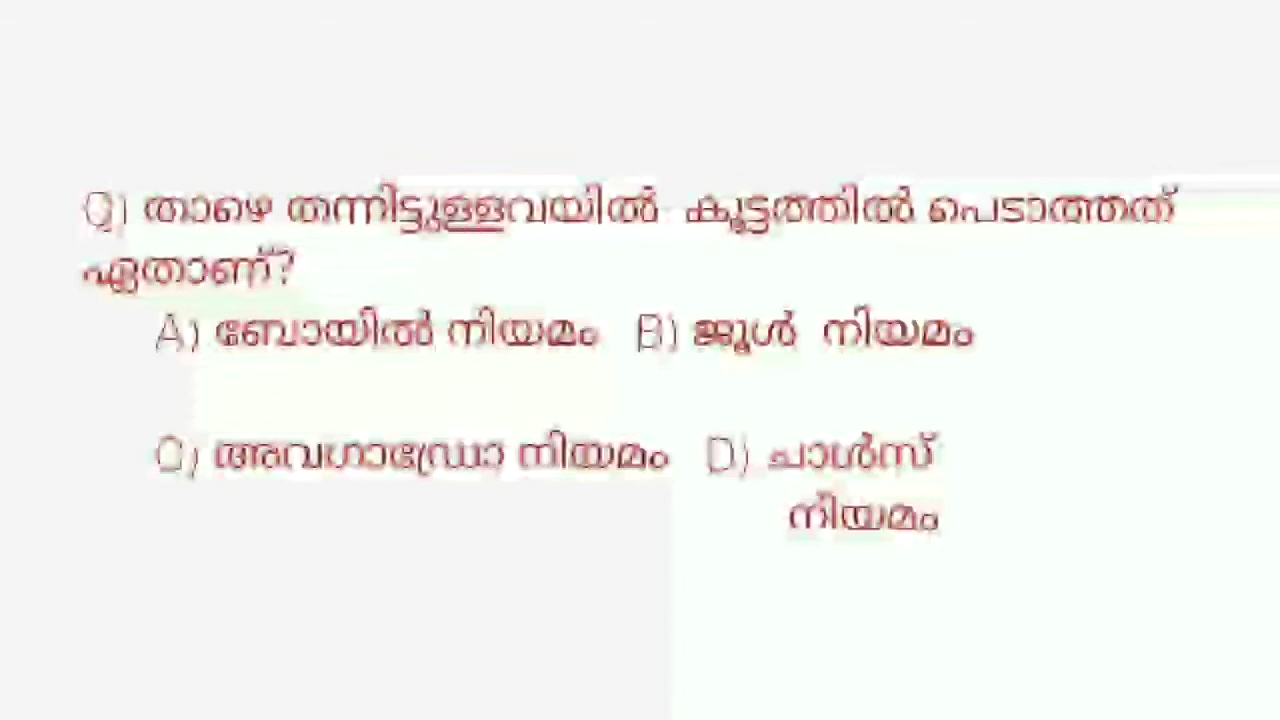 Q) താഴെ തന്നിട്ടുള്ളവയിൽ കൂട്ടത്തിൽ പെടാത്തത്
ഏതാണ്?
A) ബോയിൽ നിയമം B) ജൂൾ നിയമം
C) അവഗാഡ്രോ നിയമം D) ചാൾസ്
നിയമം